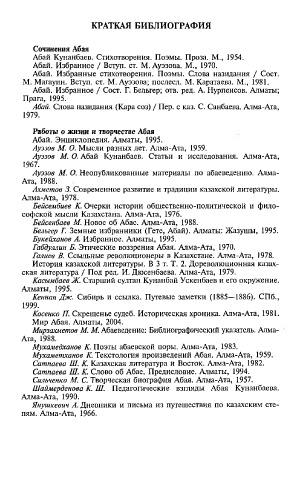 КРАТКАЯ БИБЛИОГРАФИЯ
Сочинения Абая
Абай Кунанбаев. Стихотворения. Поэмы. Проза. М., 1954.
Абай. Избранное / Вступ. ст. М. Ауэзова. М., 1970.
Абай. Избранные стихотворения. Поэмы. Слова назидания / Сост.
М. Магауин. Вступ. ст. М. Ауэзова; послесл. М. Каратаева. М., 1981.
Абай. Избранное / Сост. Г. Бельгер; отв. ред. А. Нурпеисов. Алматы;
Прага, 1995.
Абай. Слова назидания (Кара соз) / Пер. с каз. С. Санбаева, Алма-Ата,
1979.
Работы о жизни и творчестве Абая
Абай. Энциклопедия. Алматы, 1995.
Ауэзов М. О. Мысли разных лет. Алма-Ата, 1959.
Ауэзов М. О. Абай Кунанбаев. Статьи и исследования. Алма-Ата,
1967.
Ауэзов М. О. Неопубликованные материалы по абаеведению. Алма-
Ата, 1988.
Ахметов З. Современное развитие и традиции казахской литературы.
Алма-Ата, 1978.
Бейсембиев К. Очерки истории общественно-политической и фило-
софской мысли Казахстана. Алма-Ата, 1976.
Бейсенбаев М. Новое об Абае. Алма-Ата, 1988.
Бельгер Г. Земные избранники (Гете, Абай). Алматы: Жазушы, 1995.
Букейханов А. Избранное. Алматы, 1995.
Габдуллин Б. Этические воззрения Абая. Алма-Ата, 1970.
Галиев В. Ссыльные революционеры в Казахстане. Алма-Ата, 1978.
История казахской литературы. В 3 т. Т. 2. Дореволюционная казах-
ская литература / Под ред. И. Дюсенбаева. Алма-Ата, 1979.
Касымбаев Ж. Старший султан Кунанбай Ускенбаев и его окружение.
Алматы, 1995.
Кеннан Дж. Сибирь и ссылка. Путевые заметки (1885—1886). СПб.,
1999.
Косенко П. Скрещенье судеб. Историческая хроника. Алма-Ата, 1981.
Мир Абая. Алматы, 2004.
Мирзахметов М. Абаеведение: Библиографический указатель. Алма-
Ата, 1988.
Мухамедханов К. Поэты абаевской поры. Алма-Ата, 1983.
Мухаметханов К. Текстология произведений Абая. Алма-Ата, 1959.
Сатпаева Ш. К. Казахская литература и Восток. Алма-Ата, 1982.
Сатпаева Ш. К. Слово об Абае. Предисловие. Алматы, 1994.
Сильченко М. С. Творческая биография Абая. Алма-Ата, 1957.
Шаймерденова К. Ш. Педагогические взгляды Абая Кунанбаева.
Алма-Ата, 1990.
Янушкевич А. Дневники и письма из путешествия по казахским сте-
пям. Алма-Ата, 1966.